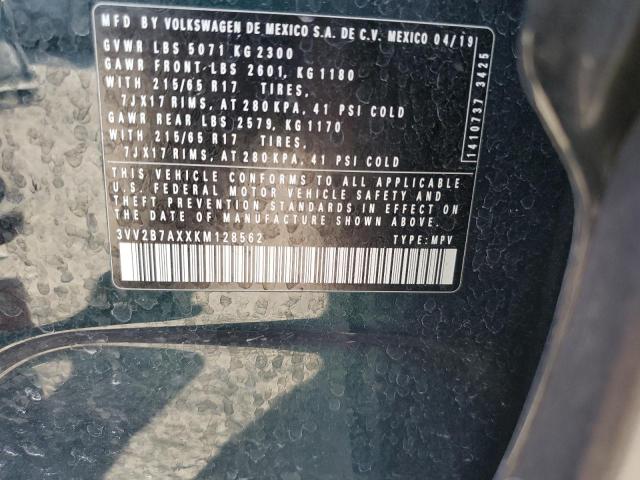 MFD BY VOLKSWAGEN DE MEXICO S.A. DE C.V. MEXICO 04/19
GVWR LBS 5071 KG 2300
GAWR FRONT-LBS 2601, KG 1180
WITH 215/65 R17 TIRES,
7JX17 RIMS, AT 280 KPA, 41 PSI COLD
GAWR REAR LBS 2579, KG 1170
WITH 215/65 R17 TIRES,
7JX17 RIMS, AT 280 KPA, 41 PSI COLD
THIS VEHICLE CONFORMS TO ALL APPLICABLE
U.S. FEDERAL MOTOR VEHICLE SAFETY AND
THEFT PREVENTION STANDARDS IN EFFECT ON
THE DATE OF MANUFACTURE SHOWN ABOVE.
3VV2B7AXXKM128562 TYPE: MPV
1410737 3425